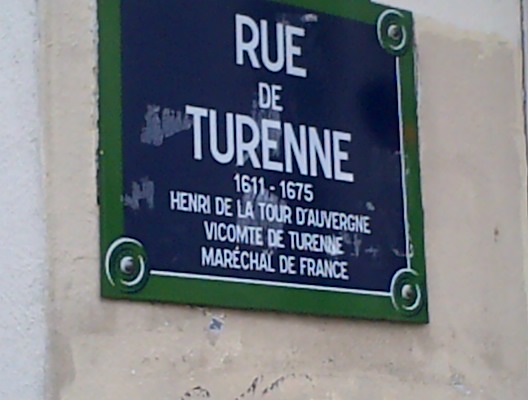 RUE
DE
TURENNE
1611 - 1675
HENRI DE LA TOUR D'AUVERGNE
VICOMTE DE TURENNE
MARÉCHAL DE FRANCE